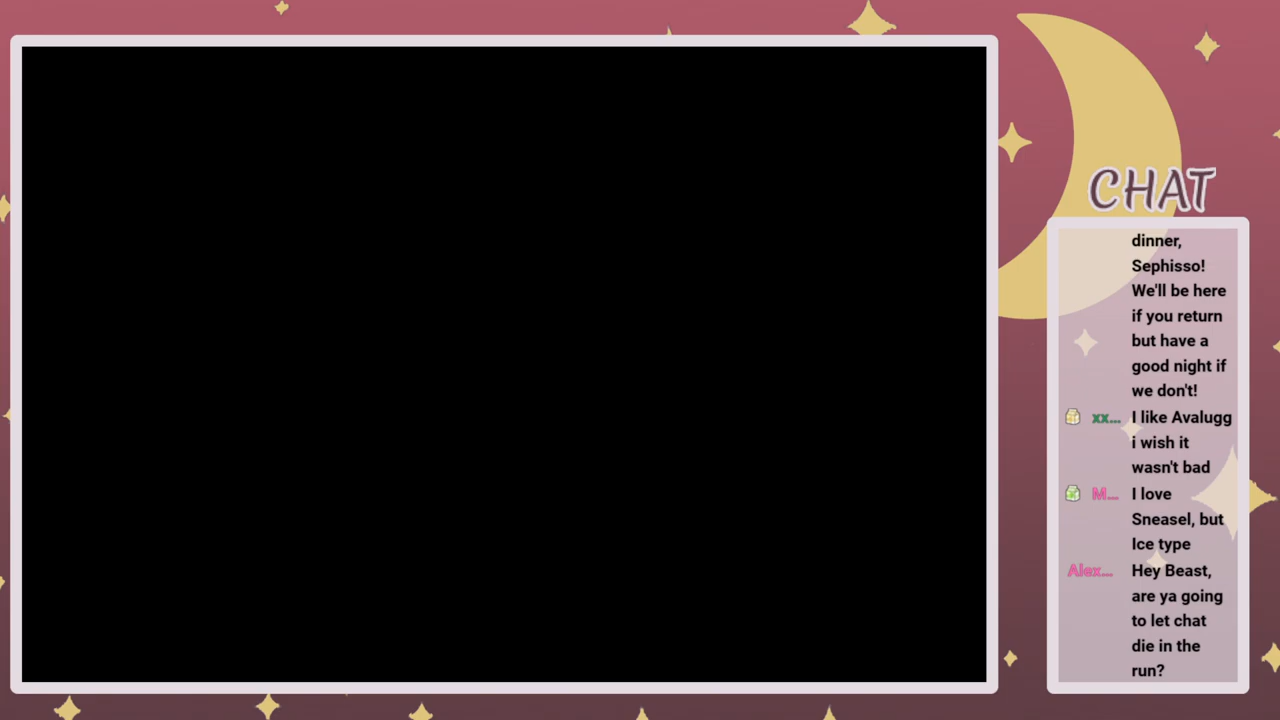 CHAT
dinner,
Sephisso!
We'll be here
if you return
but have a
good night if
we don't!
xx... I like Avalugg
i wish it
wasn't bad
M... I love
Sneasel, but
Ice type
Alex... Hey Beast,
are ya going
to let chat
die in the
run?